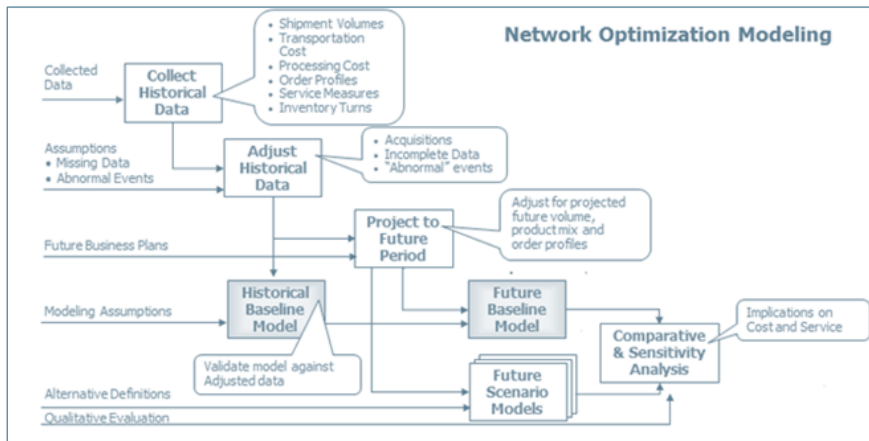 Network Optimization Modeling
• Shipment Volumes
• Transportation
Cost
• Processing Cost
• Order Profiles
• Service Measures
• Inventory Turns
Collected
Data
Collect
Historical
Data
Assumptions
• Missing Data
• Abnormal Events
Adjust
Historical
Data
• Acquisitions
• Incomplete Data
• "Abnormal" events
Future Business Plans
Project to
Future
Period
Adjust for projected
future volume,
product mix and
order profiles
Modeling Assumptions
Historical
Baseline
Model
Future
Baseline
Model
Comparative
& Sensitivity
Analysis
Implications on
Cost and Service
Validate model against
Adjusted data
Alternative Definitions
Future
Scenario
Models
Qualitative Evaluation